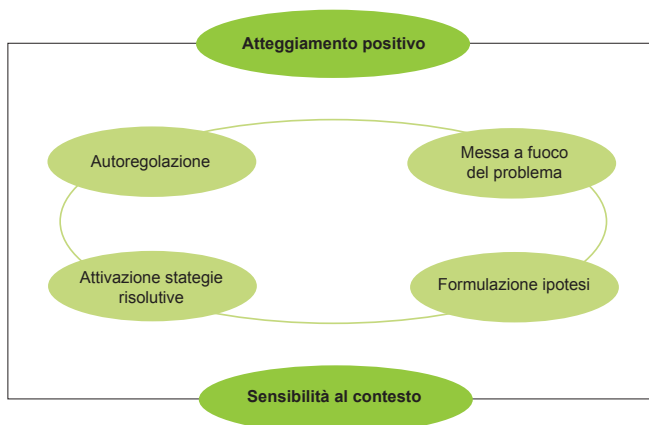 Atteggiamento positivo
Autoregolazione
Messa a fuoco
del problema
Attivazione stategie
risolutive
Formulazione ipotesi
Sensibilità al contesto